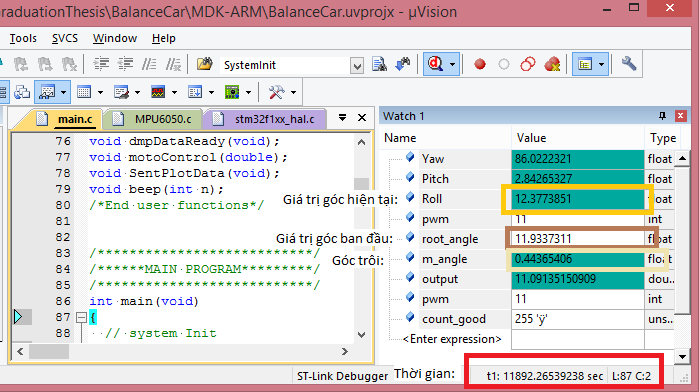 raduationThesis\BalanceCar\MDK-ARM\BalanceCar.uvprojx - µVision
Tools SVCS Window Help
SystemInit
main.c MPU6050.c stm32f1xx_hal.c
76 void dmpDataReady(void);
77 void motoControl(double);
78 void SentPlotData(void);
79 void beep(int n);
80 /*End user functions*/
81
82
83 /****************************/
84 /******MAIN PROGRAM*********/
85 /****************************/
86 int main(void)
87 {
88 // system Init
Watch 1
Name Value Type
Yaw 86.0222321 float
Pitch 2.84265327 float
Giá trị góc hiện tại: Roll 12.3773851 float
pwm 11 int
Giá trị góc ban đầu: root_angle 11.9337311 float
Góc trôi: m_angle 0.44365406 float
output 11.09135150909 dou...
pwm 11 int
count_good 255 'ÿ' uns...
<Enter expression>
ST-Link Debugger Thời gian: t1: 11892.26539238 sec L:87 C:2